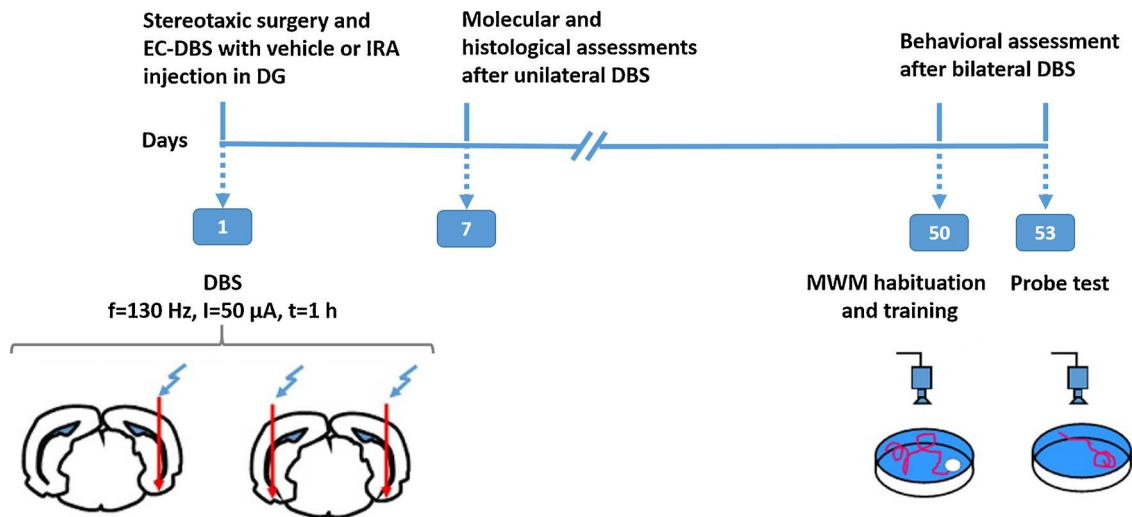 Stereotaxic surgery and
EC-DBS with vehicle or IRA
injection in DG
Molecular and
histological assessments
after unilateral DBS
Behavioral assessment
after bilateral DBS
Days
1
7
50
53
DBS
f=130 Hz, I=50 µA, t=1 h
MWM habituation
and training
Probe test